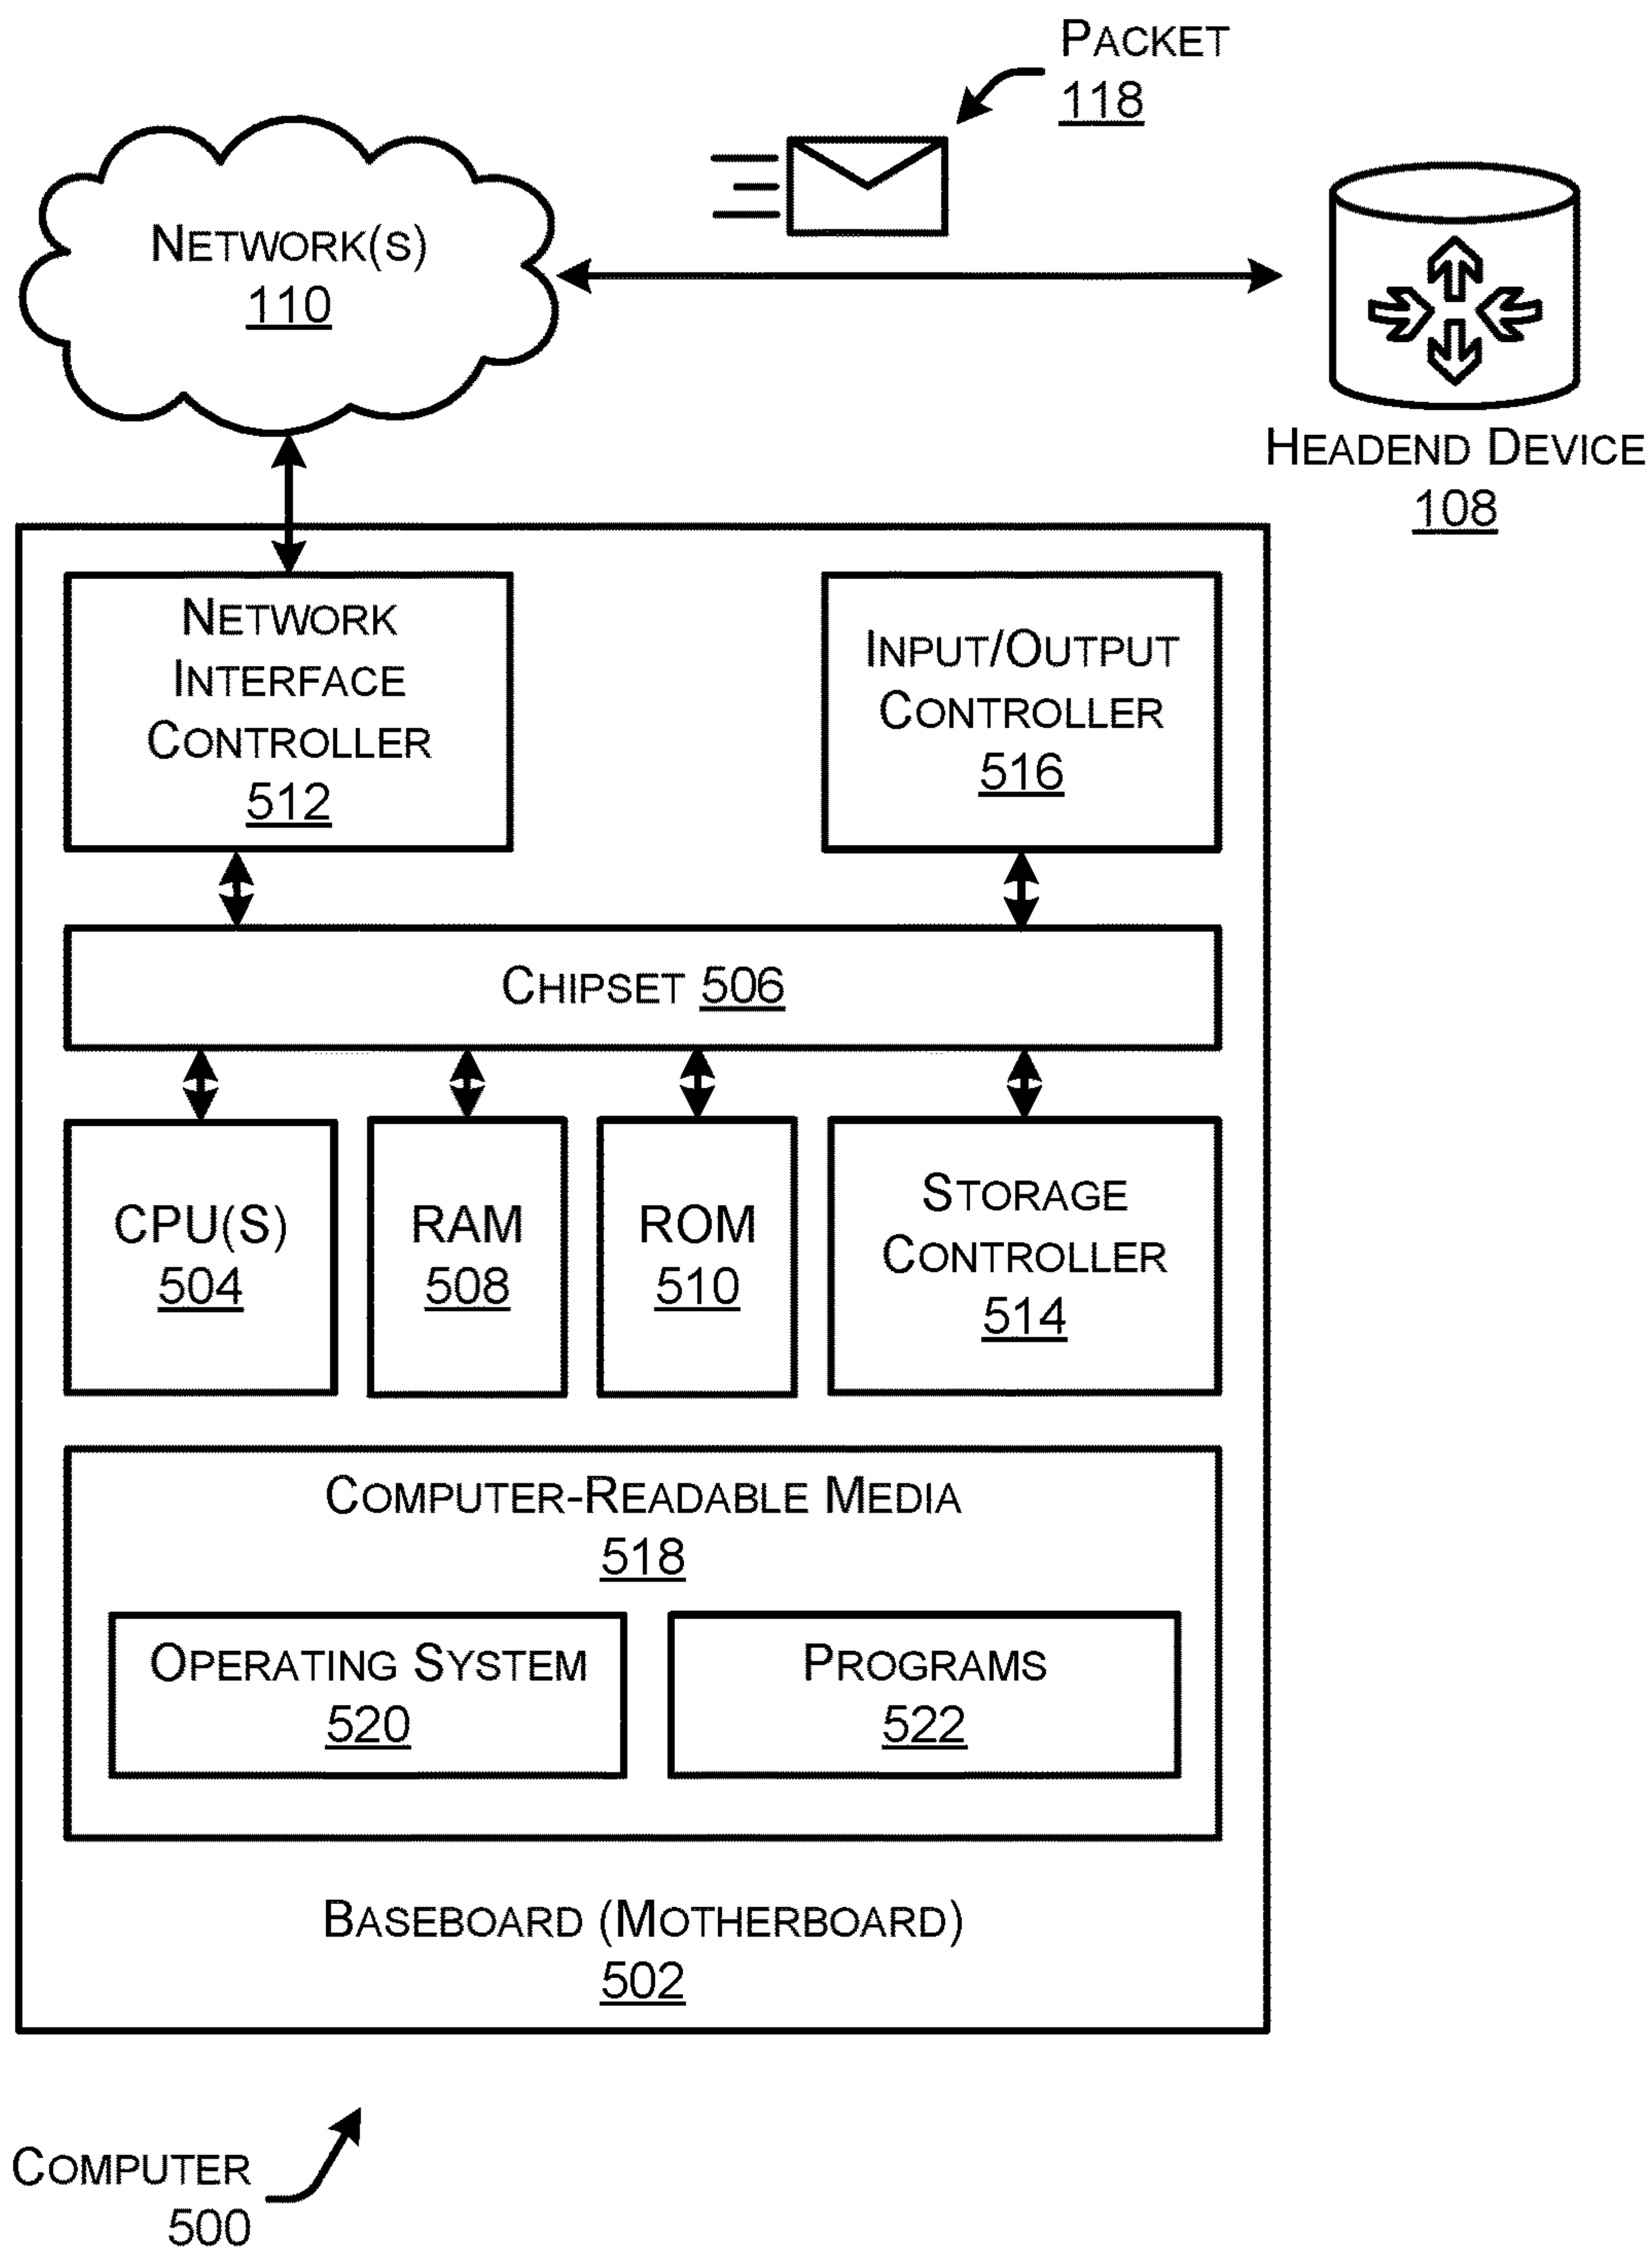 PACKET
118
NETWORK(S)
110
HEADEND DEVICE
108
NETWORK
INTERFACE
CONTROLLER
512
INPUT/OUTPUT
CONTROLLER
516
CHIPSET 506
CPU(S)
504
RAM
508
ROM
510
STORAGE
CONTROLLER
514
COMPUTER-READABLE MEDIA
518
OPERATING SYSTEM
520
PROGRAMS
522
BASEBOARD (MOTHERBOARD)
502
COMPUTER
500